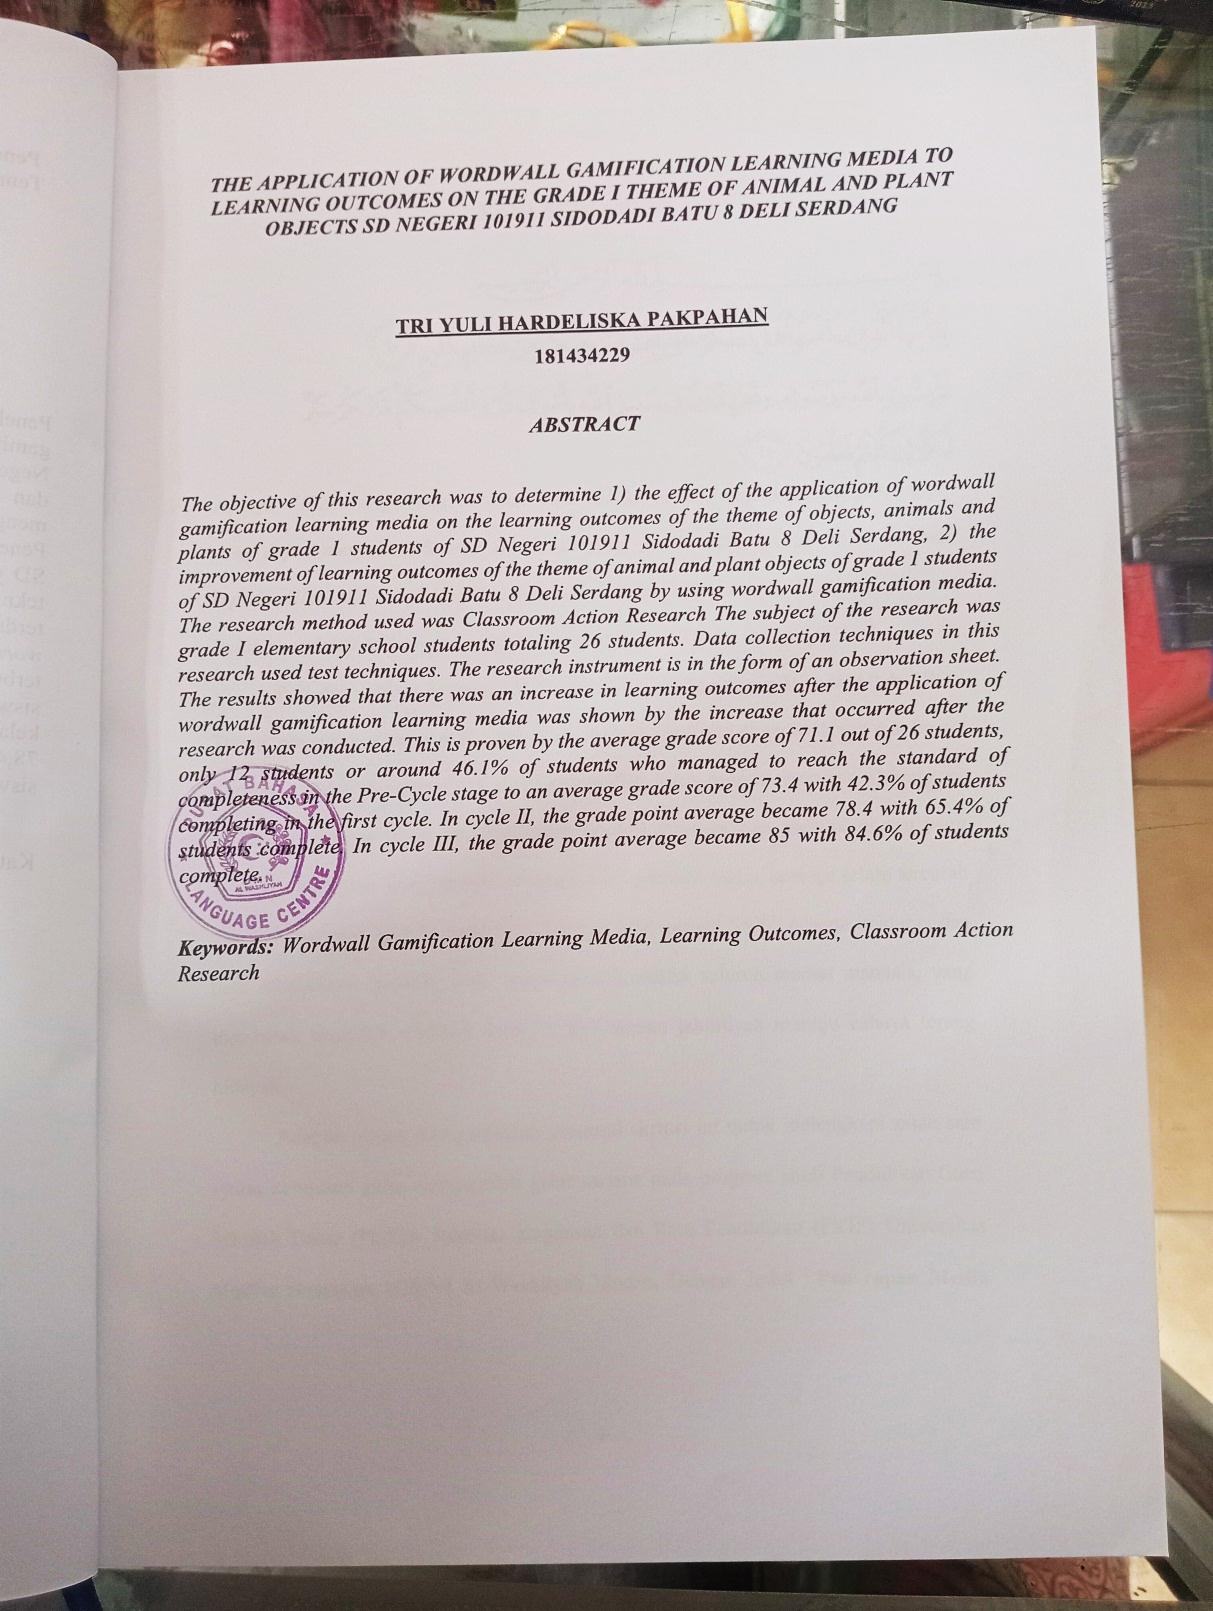 THE APPLICATION OF WORDWALL GAMIFICATION LEARNING MEDIA TO
LEARNING OUTCOMES ON THE GRADE I THEME OF ANIMAL AND PLANT
OBJECTS SD NEGERI 101911 SIDODADI BATU 8 DELI SERDANG
TRI YULI HARDELISKA PAKPAHAN
181434229
ABSTRACT
The objective of this research was to determine 1) the effect of the application of wordwall
gamification learning media on the learning outcomes of the theme of objects, animals and
plants of grade 1 students of SD Negeri 101911 Sidodadi Batu 8 Deli Serdang, 2) the
improvement of learning outcomes of the theme of animal and plant objects of grade 1 students
of SD Negeri 101911 Sidodadi Batu 8 Deli Serdang by using wordwall gamification media.
The research method used was Classroom Action Research The subject of the research was
grade I elementary school students totaling 26 students. Data collection techniques in this
research used test techniques. The research instrument is in the form of an observation sheet.
The results showed that there was an increase in learning outcomes after the application of
wordwall gamification learning media was shown by the increase that occurred after the
research was conducted. This is proven by the average grade score of 71.1 out of 26 students,
only 12 students or around 46.1% of students who managed to reach the standard of
completeness in the Pre-Cycle stage to an average grade score of 73.4 with 42.3% of students
completing in the first cycle. In cycle II, the grade point average became 78.4 with 65.4% of
students complete. In cycle III, the grade point average became 85 with 84.6% of students
complete.
PUSAT BAHASA
AL WASHLIYAH
LANGUAGE CENTRE
Keywords: Wordwall Gamification Learning Media, Learning Outcomes, Classroom Action
Research